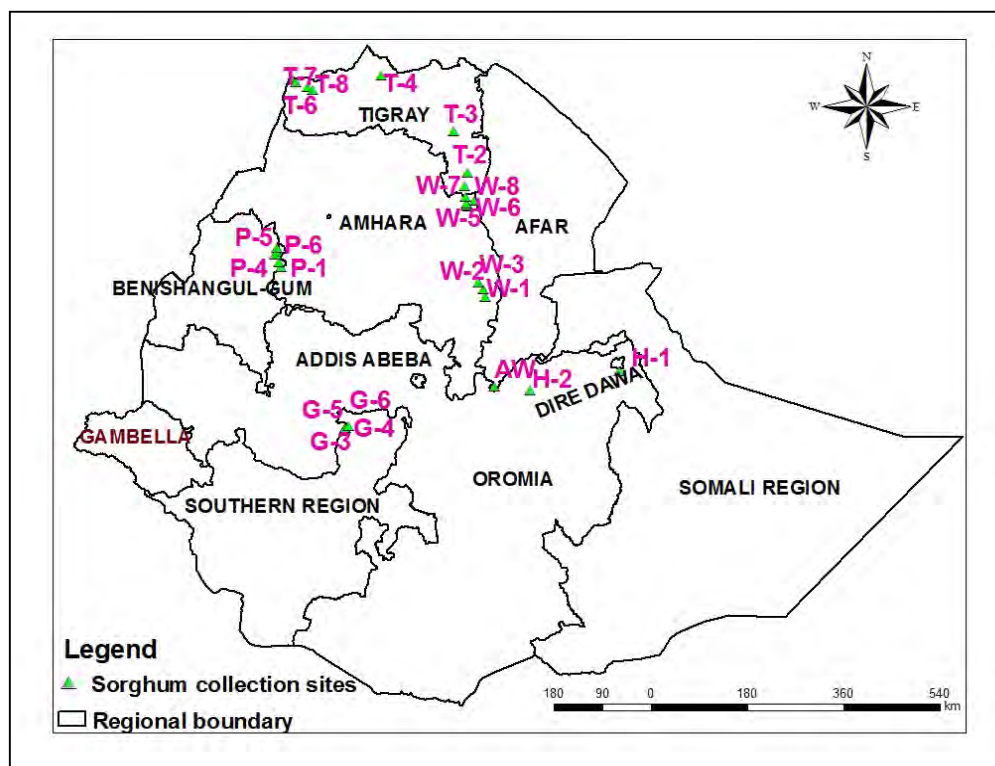 N
W E
S
T-7 T-8 T-4
T-6
TIGRAY
T-3
T-2
W-7 W-8
W-5 W-6
AMHARA
AFAR
P-5 P-6
P-4 P-1
BENISHANGUL-GUM
W-2 W-3
W-1
ADDIS ABEBA
AW H-2 H-1
DIRE DAWA
G-5 G-6
G-3 G-4
GAMBELLA
OROMIA
SOMALI REGION
SOUTHERN REGION
Legend
Sorghum collection sites
Regional boundary
180 90 0 180 360 540
km